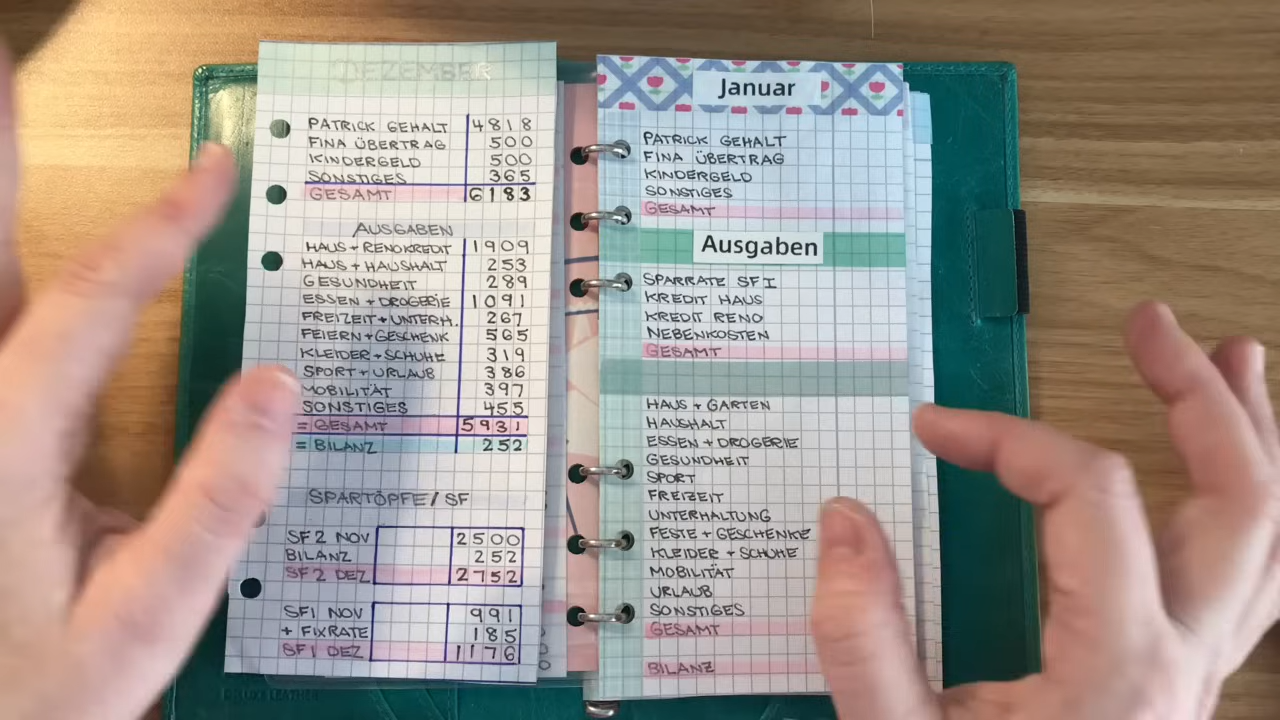 DEZEMBER
PATRICK GEHALT 4818
FINA ÜBERTRAG 500
KINDERGELD 500
SONSTIGES 365
GESAMT 6183
AUSGABEN
HAUS+RENOKREDIT 1909
HAUS+HAUSHALT 253
GESUNDHEIT 289
ESSEN+DROGERIE 1091
FREIZEIT+UNTERH. 267
FEIERN+GESCHENK 565
KLEIDER+SCHUHE 319
SPORT+URLAUB 386
MOBILITÄT 397
SONSTIGES 455
= GESAMT 5931
= BILANZ 252
SPARTÖPFE/SF
SF2 NOV 2500
BILANZ 252
SF2 DEZ 2752
SF1 NOV 991
+ FIXRATE 185
SF1 DEZ 1176
Januar
PATRICK GEHALT
FINA ÜBERTRAG
KINDERGELD
SONSTIGES
GESAMT
Ausgaben
SPARRATE SFI
KREDIT HAUS
KREDIT RENO
NEBENKOSTEN
GESAMT
HAUS + GARTEN
HAUSHALT
ESSEN + DROGERIE
GESUNDHEIT
SPORT
FREIZEIT
UNTERHALTUNG
FESTE + GESCHENKE
KLEIDER + SCHUHE
MOBILITÄT
URLAUB
SONSTIGES
GESAMT
BILANZ